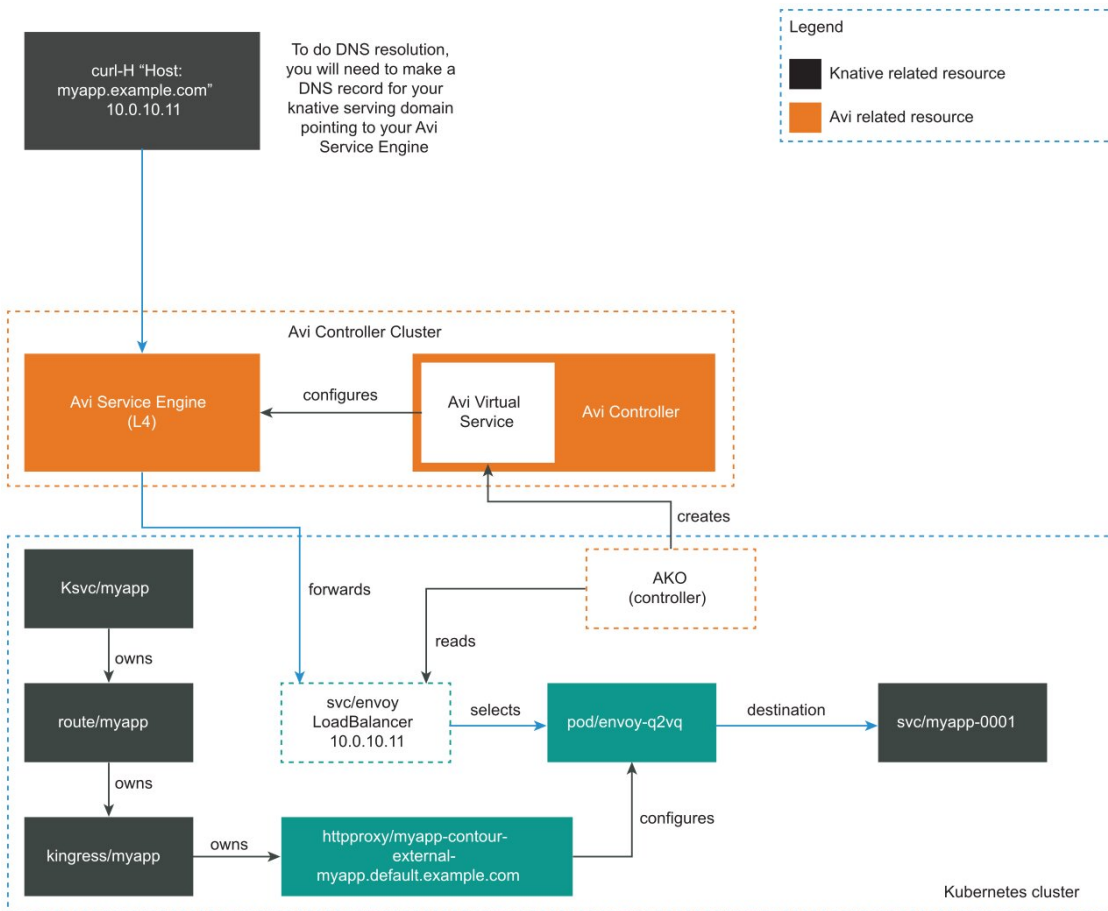 curl-H “Host:
myapp.example.com”
10.0.10.11
To do DNS resolution,
you will need to make a
DNS record for your
knative serving domain
pointing to your Avi
Service Engine
Legend
Knative related resource
Avi related resource
Avi Controller Cluster
Avi Service Engine
(L4)
configures
Avi Virtual
Service
Avi Controller
creates
Ksvc/myapp
forwards
AKO
(controller)
owns
reads
route/myapp
svc/envoy
LoadBalancer
10.0.10.11
selects
pod/envoy-q2vq
destination
svc/myapp-0001
owns
configures
kingress/myapp
owns
httpproxy/myapp-contour-
external-
myapp.default.example.com
Kubernetes cluster